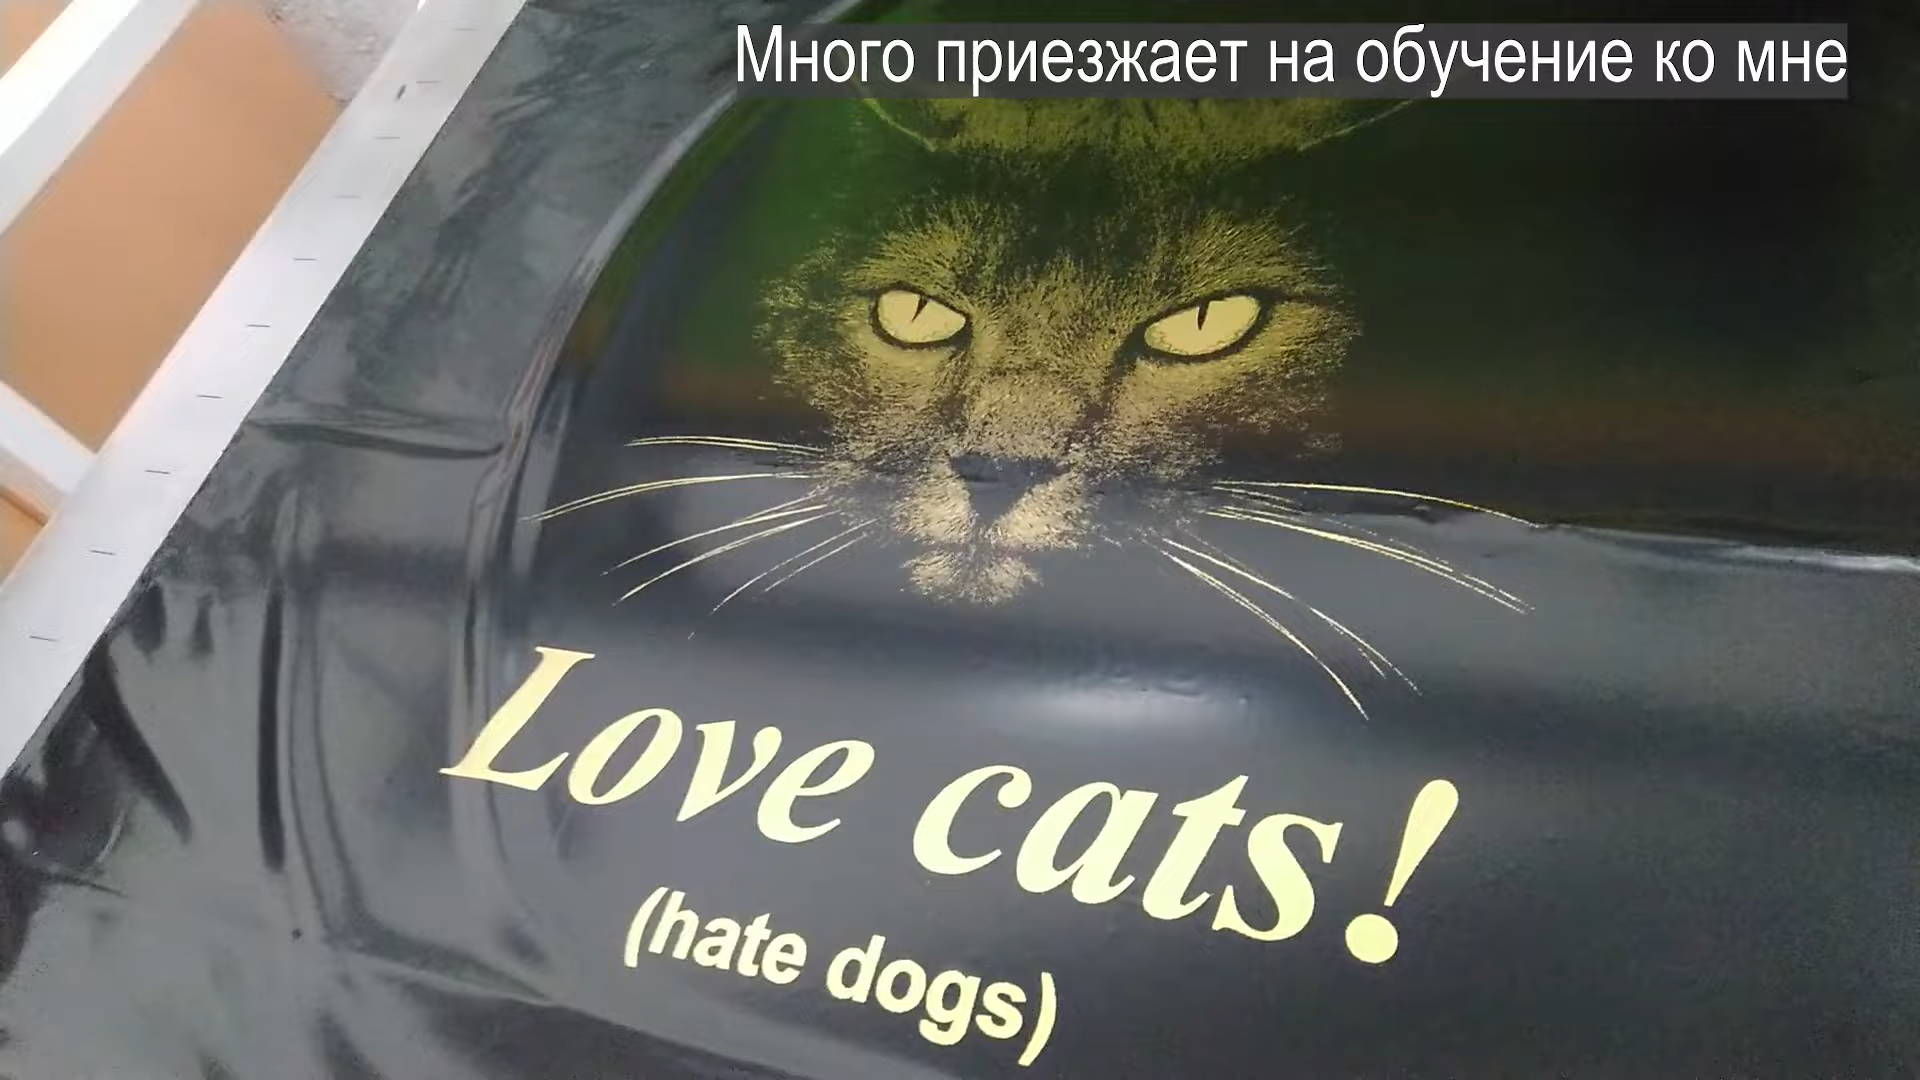 Много приезжает на обучение ко мне
Love cats!
(hate dogs)